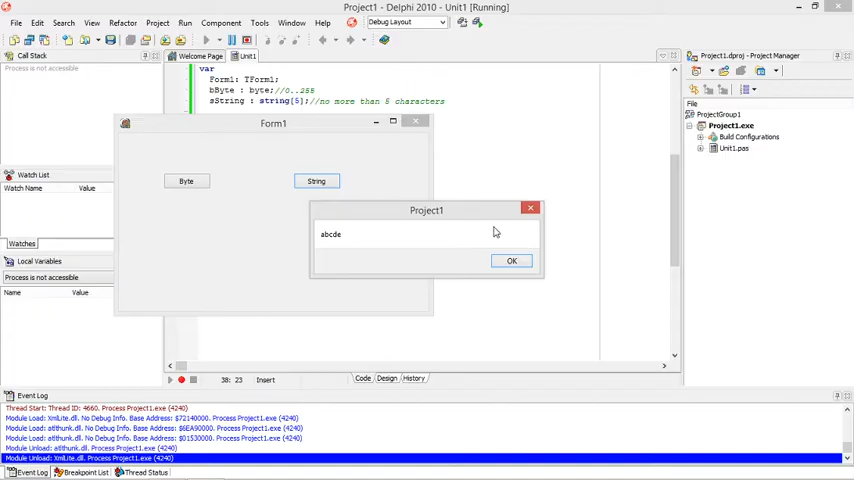 Project1 - Delphi 2010 - Unit1 [Running]
File Edit Search View Refactor Project Run Component Tools Window Help Debug Layout
Call Stack
Process is not accessible
Welcome Page Unit1
var
Form1: TForm1;
bByte : byte;//0..255
sString : string[5];//no more than 5 characters
Form1
Byte
String
Project1
abcde
OK
Watch List
Watch Name Value
Watches
Local Variables
Process is not accessible
Name Value
38: 23 Insert
Code Design History
Project1.dproj - Project Manager
File
ProjectGroup1
Project1.exe
Build Configurations
Unit1.pas
Event Log
Thread Start: Thread ID: 4660. Process Project1.exe (4240)
Module Load: XmlLite.dll. No Debug Info. Base Address: $72140000. Process Project1.exe (4240)
Module Load: atlthunk.dll. No Debug Info. Base Address: $6EA90000. Process Project1.exe (4240)
Module Load: atlthunk.dll. No Debug Info. Base Address: $01530000. Process Project1.exe (4240)
Module Unload: atlthunk.dll. Process Project1.exe (4240)
Module Unload: XmlLite.dll. Process Project1.exe (4240)
Event Log Breakpoint List Thread Status